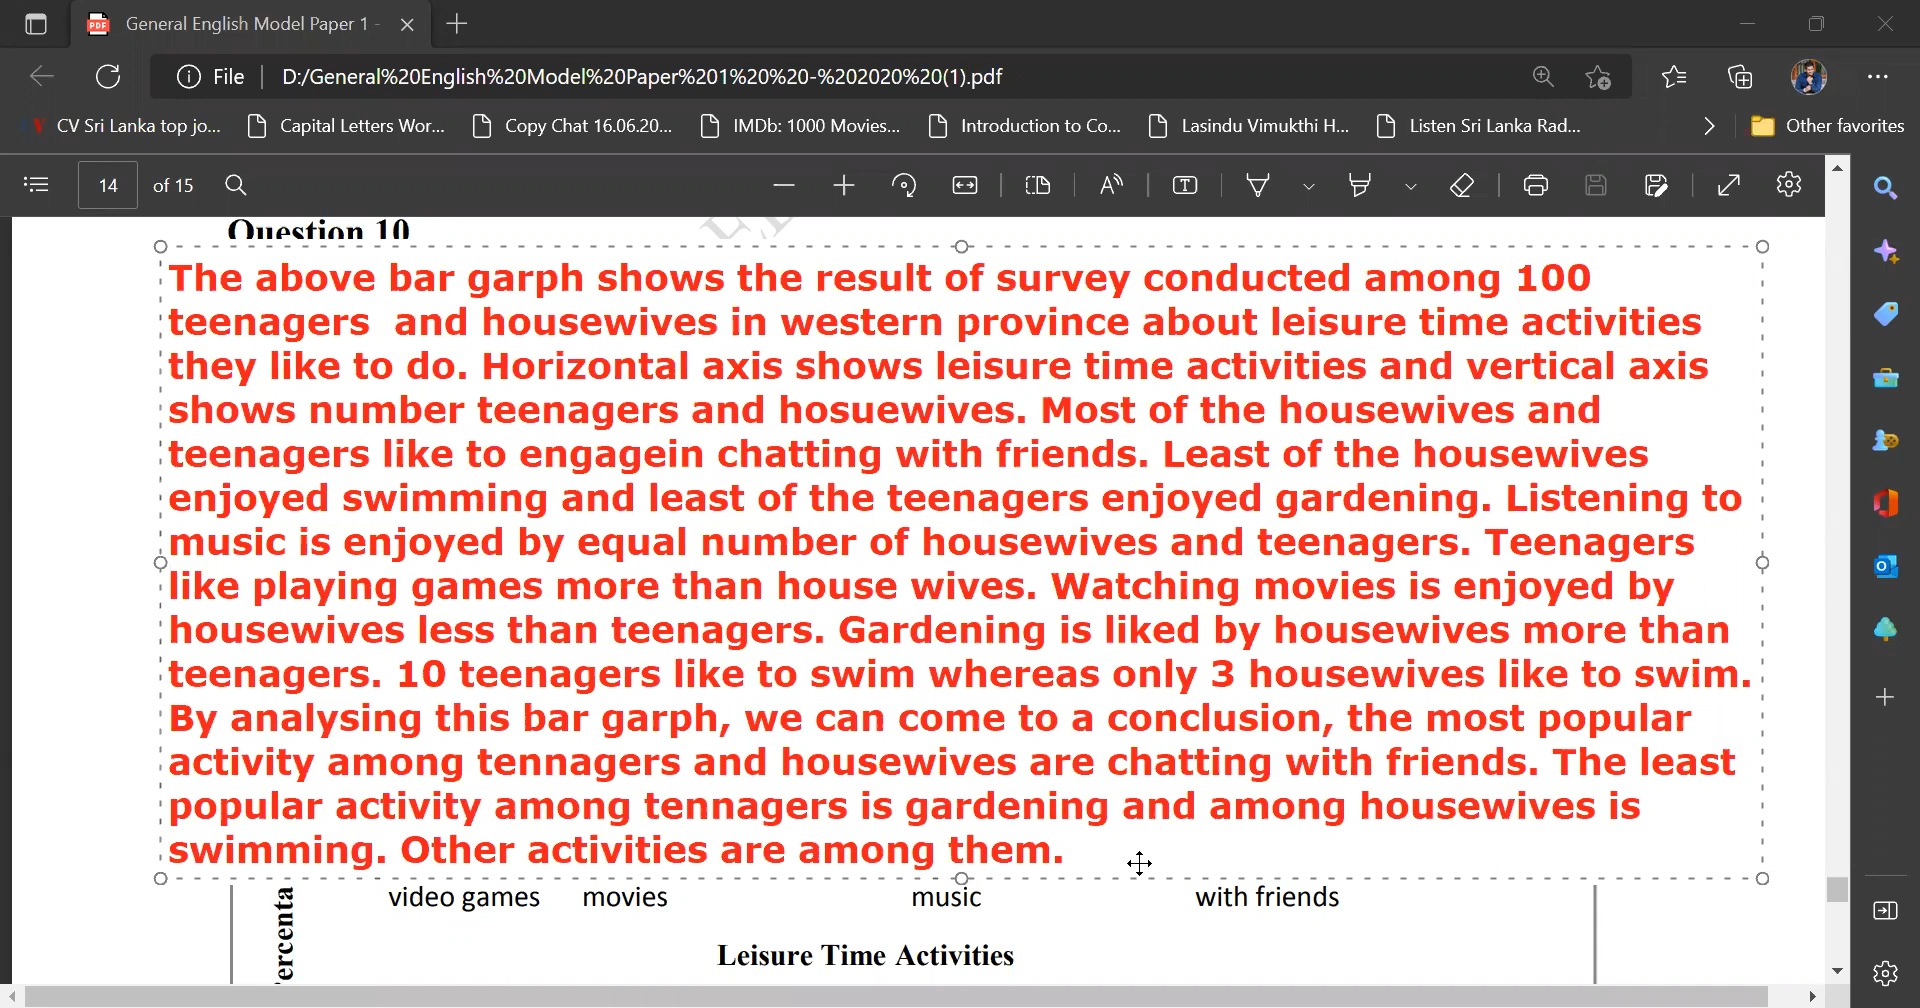 General English Model Paper 1 -
File
D:/General%20English%20Model%20Paper%201%20%20-%202020%20(1).pdf
CV Sri Lanka top jo...
Capital Letters Wor...
Copy Chat 16.06.20...
IMDb: 1000 Movies...
Introduction to Co...
Lasindu Vimukthi H...
Listen Sri Lanka Rad...
Other favorites
14 of 15
Question 10
The above bar garph shows the result of survey conducted among 100
teenagers and housewives in western province about leisure time activities
they like to do. Horizontal axis shows leisure time activities and vertical axis
shows number teenagers and hosuewives. Most of the housewives and
teenagers like to engagein chatting with friends. Least of the housewives
enjoyed swimming and least of the teenagers enjoyed gardening. Listening to
music is enjoyed by equal number of housewives and teenagers. Teenagers
like playing games more than house wives. Watching movies is enjoyed by
housewives less than teenagers. Gardening is liked by housewives more than
teenagers. 10 teenagers like to swim whereas only 3 housewives like to swim.
By analysing this bar garph, we can come to a conclusion, the most popular
activity among tennagers and housewives are chatting with friends. The least
popular activity among tennagers is gardening and among housewives is
swimming. Other activities are among them.
video games movies music with friends
Leisure Time Activities